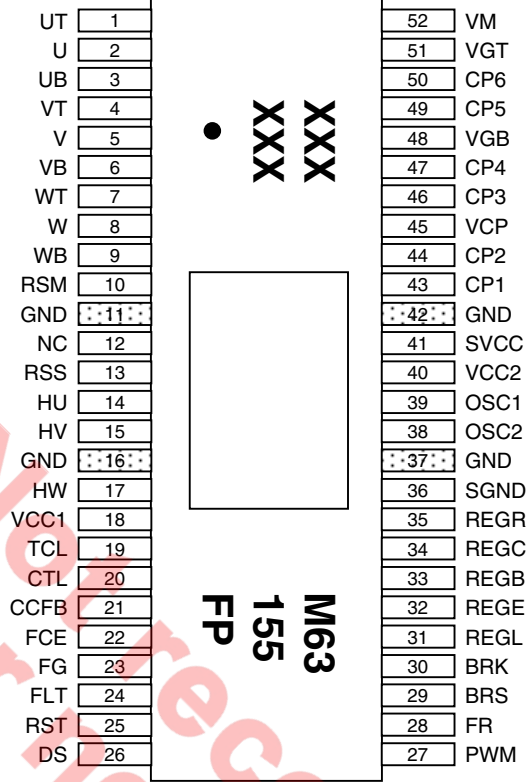 UT 1 52 VM
U 2 51 VGT
UB 3 50 CP6
VT 4 49 CP5
V 5 48 VGB
VB 6 47 CP4
WT 7 46 CP3
W 8 45 VCP
WB 9 44 CP2
RSM 10 43 CP1
GND 11 42 GND
NC 12 41 SVCC
RSS 13 40 VCC2
HU 14 39 OSC1
HV 15 38 OSC2
GND 16 37 GND
HW 17 36 SGND
VCC1 18 35 REGR
TCL 19 34 REGC
CTL 20 33 REGB
CCFB 21 32 REGE
FCE 22 31 REGL
FG 23 30 BRK
FLT 24 29 BRS
RST 25 28 FR
DS 26 27 PWM
XXX
XXX
M63
155
FP
Not rec